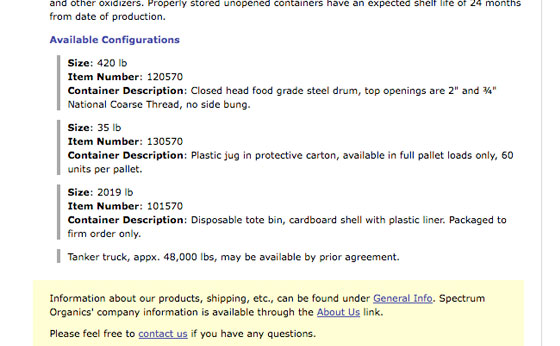 and other oxidizers. Properly stored unopened containers have an expected shelf life of 24 months
from date of production.
Available Configurations
Size: 420 lb
Item Number: 120570
Container Description: Closed head food grade steel drum, top openings are 2" and ¾"
National Coarse Thread, no side bung.
Size: 35 lb
Item Number: 130570
Container Description: Plastic jug in protective carton, available in full pallet loads only, 60
units per pallet.
Size: 2019 lb
Item Number: 101570
Container Description: Disposable tote bin, cardboard shell with plastic liner. Packaged to
firm order only.
Tanker truck, appx. 48,000 lbs, may be available by prior agreement.
Information about our products, shipping, etc., can be found under General Info. Spectrum
Organics' company information is available through the About Us link.
Please feel free to contact us if you have any questions.